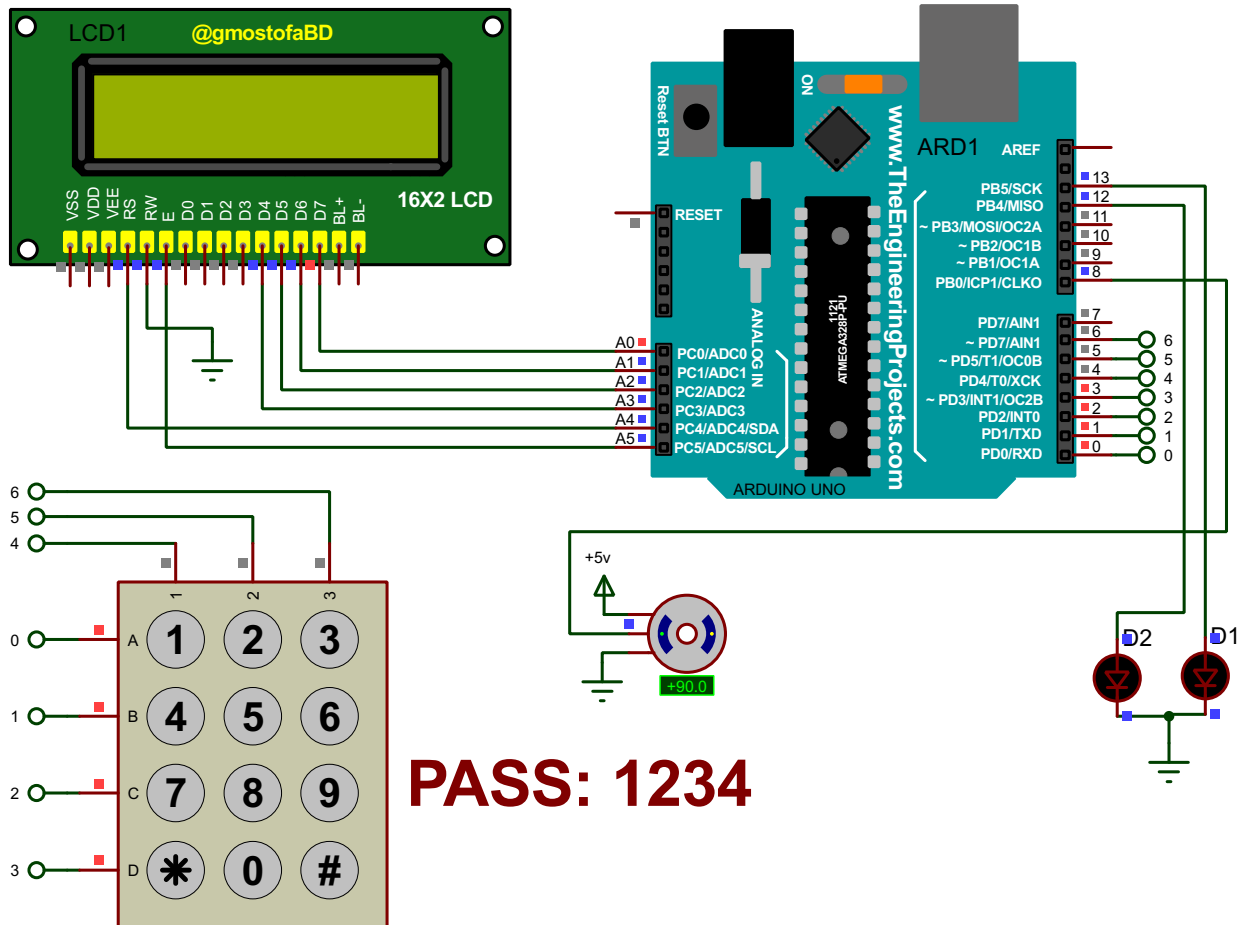 LCD1
@gmostofaBD
16X2 LCD
VSS
VDD
VEE
RS
RW
E
D0
D1
D2
D3
D4
D5
D6
D7
BL+
BL-
Reset BTN
ON
www.TheEngineeringProjects.com
ARD1
RESET
ANALOG IN
1121
ATMEGA328P-PU
ARDUINO UNO
AREF
PB5/SCK 13
PB4/MISO 12
~ PB3/MOSI/OC2A 11
~ PB2/OC1B 10
~ PB1/OC1A 9
PB0/ICP1/CLKO 8
PD7/AIN1 7
~ PD7/AIN1 6 6
~ PD5/T1/OC0B 5 5
PD4/T0/XCK 4 4
~ PD3/INT1/OC2B 3 3
PD2/INT0 2 2
PD1/TXD 1 1
PD0/RXD 0 0
A0 PC0/ADC0
A1 PC1/ADC1
A2 PC2/ADC2
A3 PC3/ADC3
A4 PC4/ADC4/SDA
A5 PC5/ADC5/SCL
6
5
4
1 2 3
0 A 1 2 3
1 B 4 5 6
2 C 7 8 9
3 D * 0 #
+5v
+90.0
D2
D1
PASS: 1234